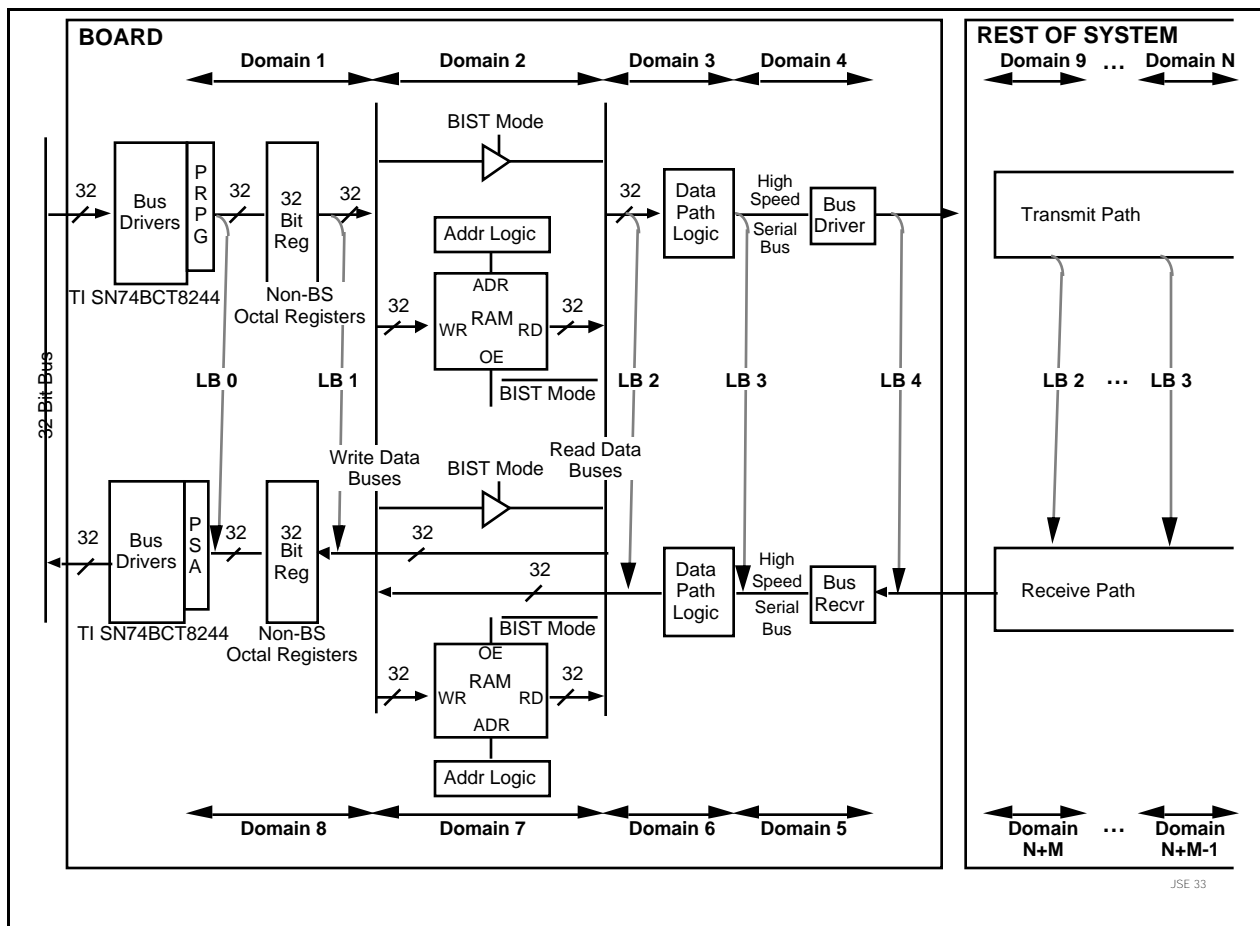 BOARD
REST OF SYSTEM
Domain 1
Domain 2
Domain 3
Domain 4
Domain 9
...
Domain N
BIST Mode
32
Bus
Drivers
P
R
P
G
32
32
Bit
Reg
32
32
Data
Path
Logic
High
Speed
Serial
Bus
Bus
Driver
Transmit Path
TI SN74BCT8244
Non-BS
Octal Registers
Addr Logic
ADR
32
WR
RAM
RD
32
OE
BIST Mode
32 Bit Bus
LB 0
LB 1
LB 2
LB 3
LB 4
LB 2
...
LB 3
Write Data
Buses
Read Data
Buses
BIST Mode
32
Bus
Drivers
P
S
A
32
32
Bit
Reg
32
32
Data
Path
Logic
High
Speed
Serial
Bus
Bus
Recvr
Receive Path
TI SN74BCT8244
Non-BS
Octal Registers
BIST Mode
OE
32
WR
RAM
RD
32
ADR
Addr Logic
Domain 8
Domain 7
Domain 6
Domain 5
Domain
N+M
...
Domain
N+M-1
JSE 33